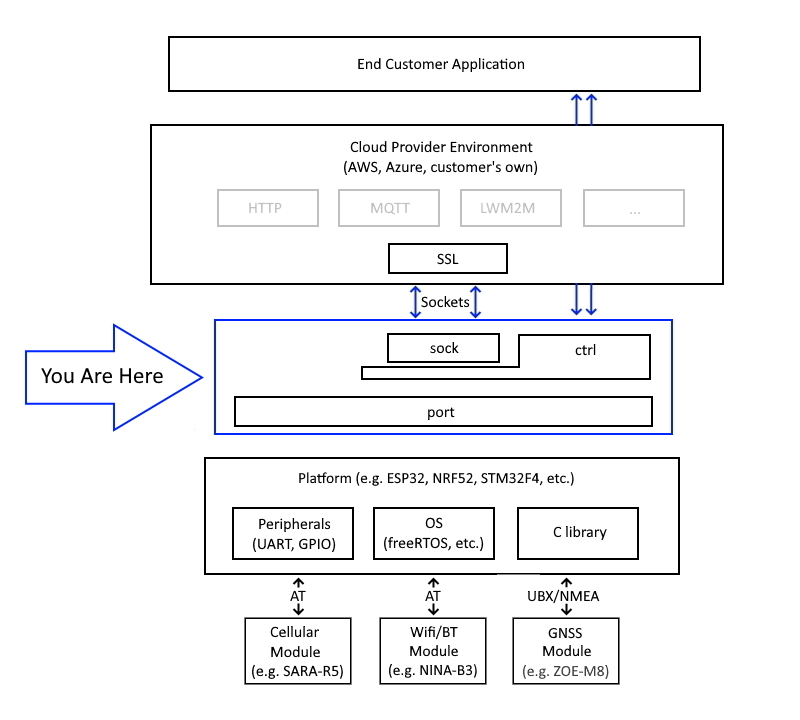 End Customer Application
Cloud Provider Environment
(AWS, Azure, customer's own)
HTTP
MQTT
LWM2M
...
SSL
Sockets
You Are Here
sock
ctrl
port
Platform (e.g. ESP32, NRF52, STM32F4, etc.)
Peripherals
(UART, GPIO)
OS
(freeRTOS, etc.)
C library
AT
AT
UBX/NMEA
Cellular
Module
(e.g. SARA-R5)
Wifi/BT
Module
(e.g. NINA-B3)
GNSS
Module
(e.g. ZOE-M8)